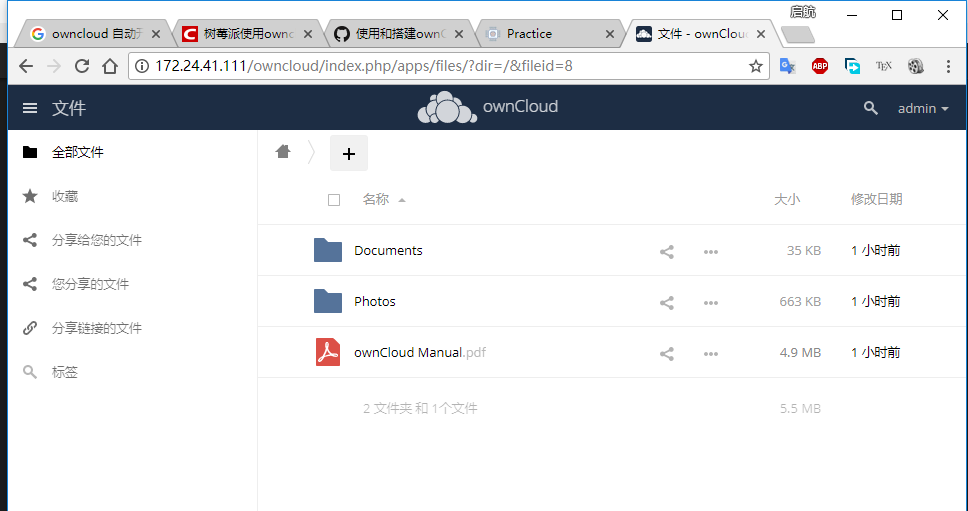 启航
owncloud 自动
树莓派使用ownc
使用和搭建ownC
Practice
文件 - ownClou
172.24.41.111/owncloud/index.php/apps/files/?dir=/&fileid=8
ABP
TEX
文件
ownCloud
admin
全部文件
收藏
分享给您的文件
您分享的文件
分享链接的文件
标签
名称 大小 修改日期
Documents 35 KB 1 小时前
Photos 663 KB 1 小时前
ownCloud Manual.pdf 4.9 MB 1 小时前
2 文件夹 和 1个文件 5.5 MB